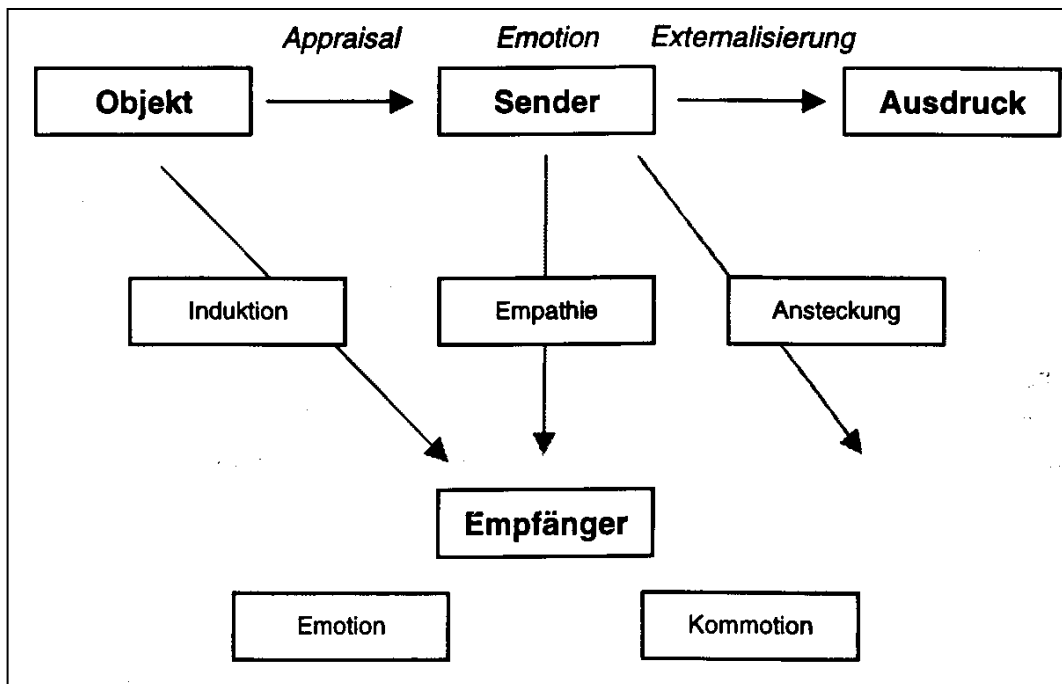 Appraisal Emotion Externalisierung
Objekt Sender Ausdruck
Induktion Empathie Ansteckung
Empfänger
Emotion Kommotion